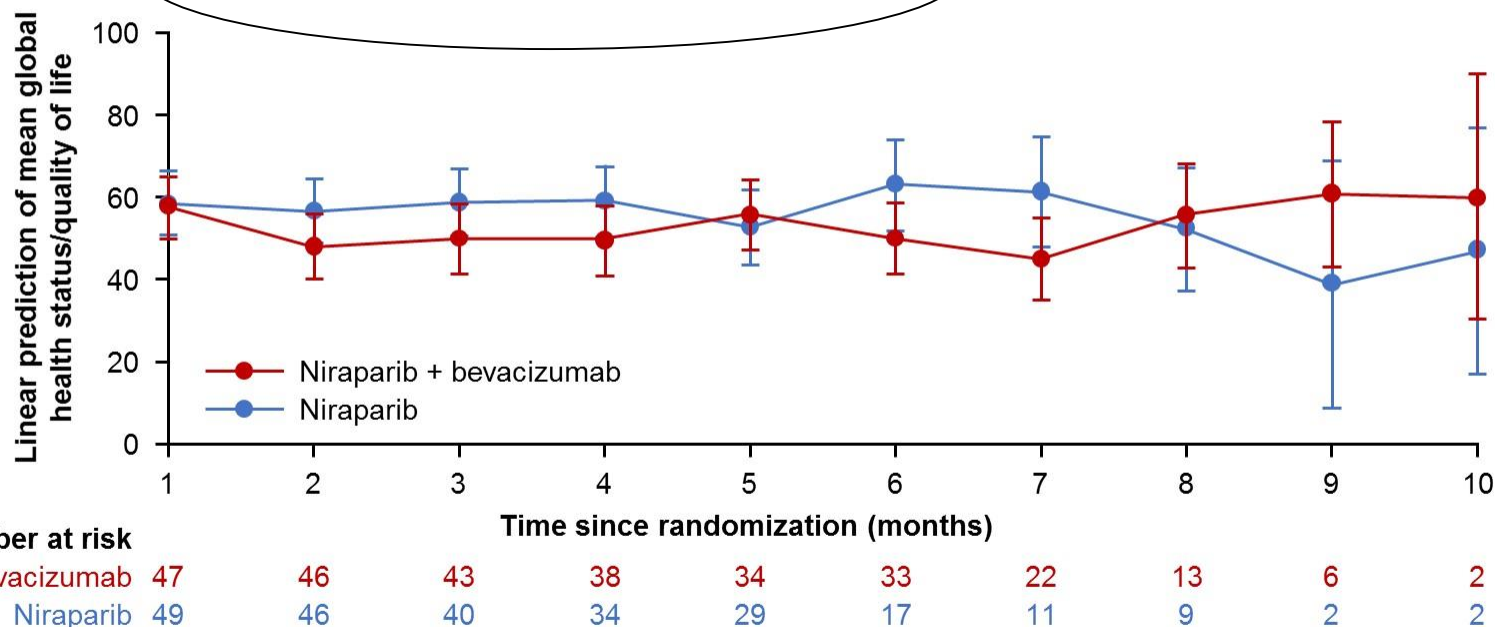 Linear prediction of mean global
health status/quality of life
100
80
60
40
20
0
Niraparib + bevacizumab
Niraparib
1 2 3 4 5 6 7 8 9 10
Time since randomization (months)
at risk
47 46 43 38 34 33 22 13 6 2
Niraparib 49 46 40 34 29 17 11 9 2 2